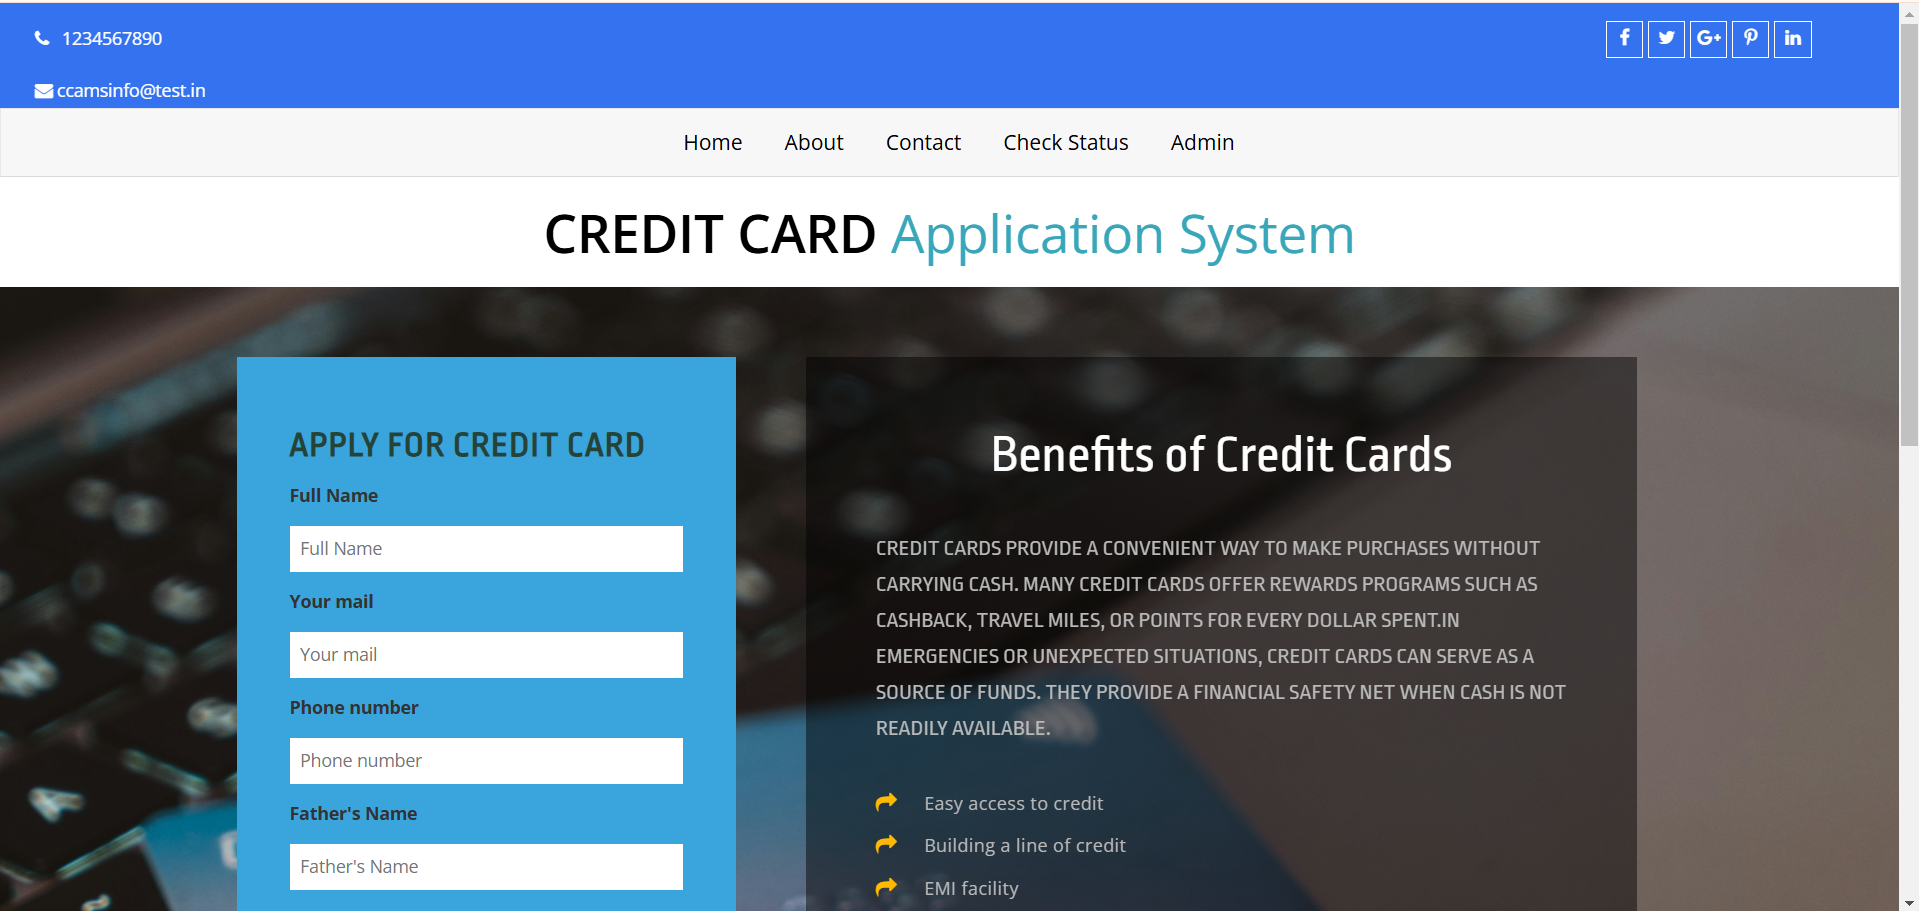 1234567890
ccamsinfo@test.in
Home About Contact Check Status Admin
CREDIT CARD Application System
APPLY FOR CREDIT CARD
Full Name
Full Name
Your mail
Your mail
Phone number
Phone number
Father's Name
Father's Name
Benefits of Credit Cards
CREDIT CARDS PROVIDE A CONVENIENT WAY TO MAKE PURCHASES WITHOUT
CARRYING CASH. MANY CREDIT CARDS OFFER REWARDS PROGRAMS SUCH AS
CASHBACK, TRAVEL MILES, OR POINTS FOR EVERY DOLLAR SPENT.IN
EMERGENCIES OR UNEXPECTED SITUATIONS, CREDIT CARDS CAN SERVE AS A
SOURCE OF FUNDS. THEY PROVIDE A FINANCIAL SAFETY NET WHEN CASH IS NOT
READILY AVAILABLE.
Easy access to credit
Building a line of credit
EMI facility